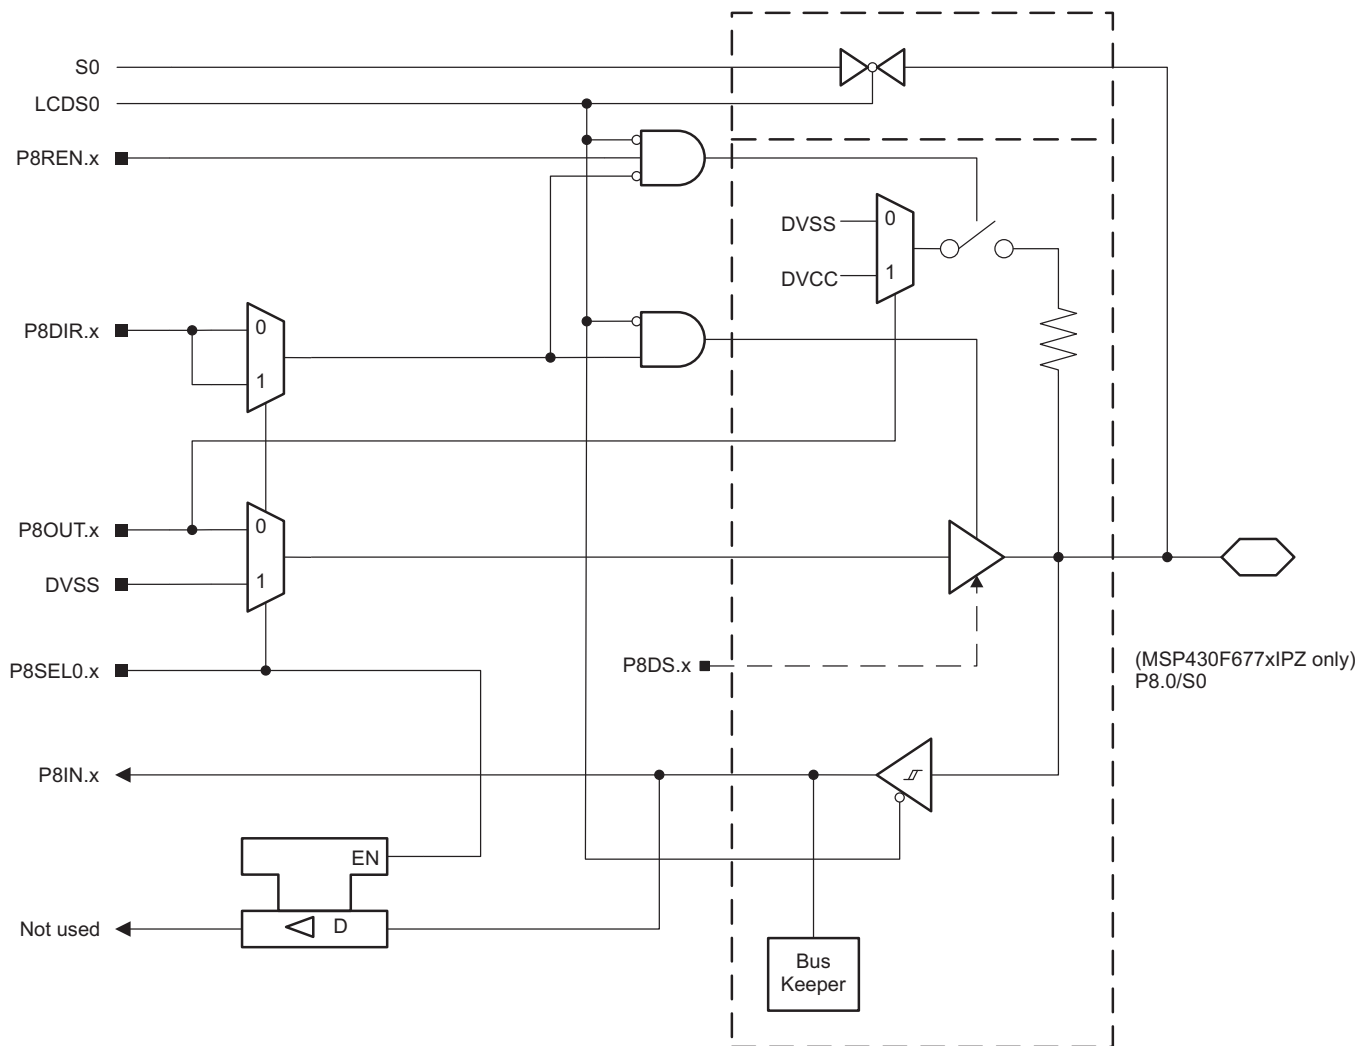 S0
LCDS0
P8REN.x
DVSS
0
DVCC
1
P8DIR.x
0
1
P8OUT.x
0
DVSS
1
P8SEL0.x
P8DS.x
(MSP430F677xIPZ only)
P8.0/S0
P8IN.x
EN
Not used
D
Bus
Keeper